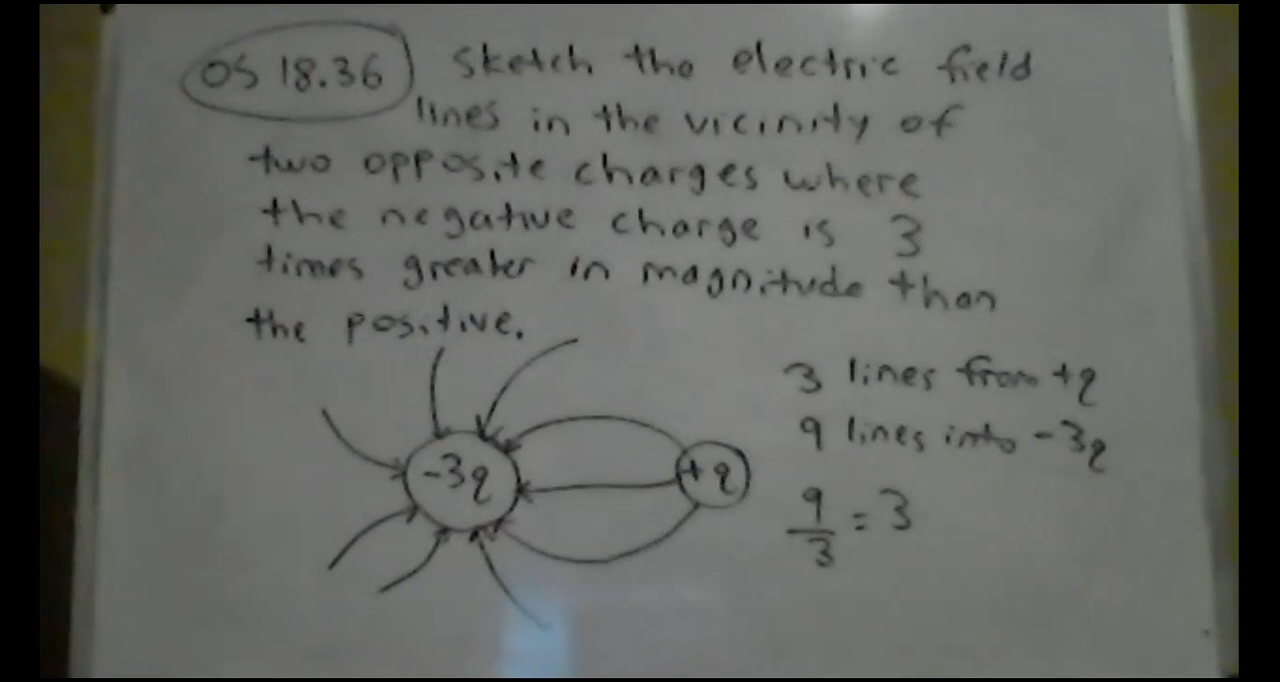 OS 18.36 Sketch the electric field
lines in the vicinity of
two opposite charges where
the negative charge is 3
times greater in magnitude than
the positive.
3 lines from +q
9 lines into -3q
-3q +q
9/3 = 3